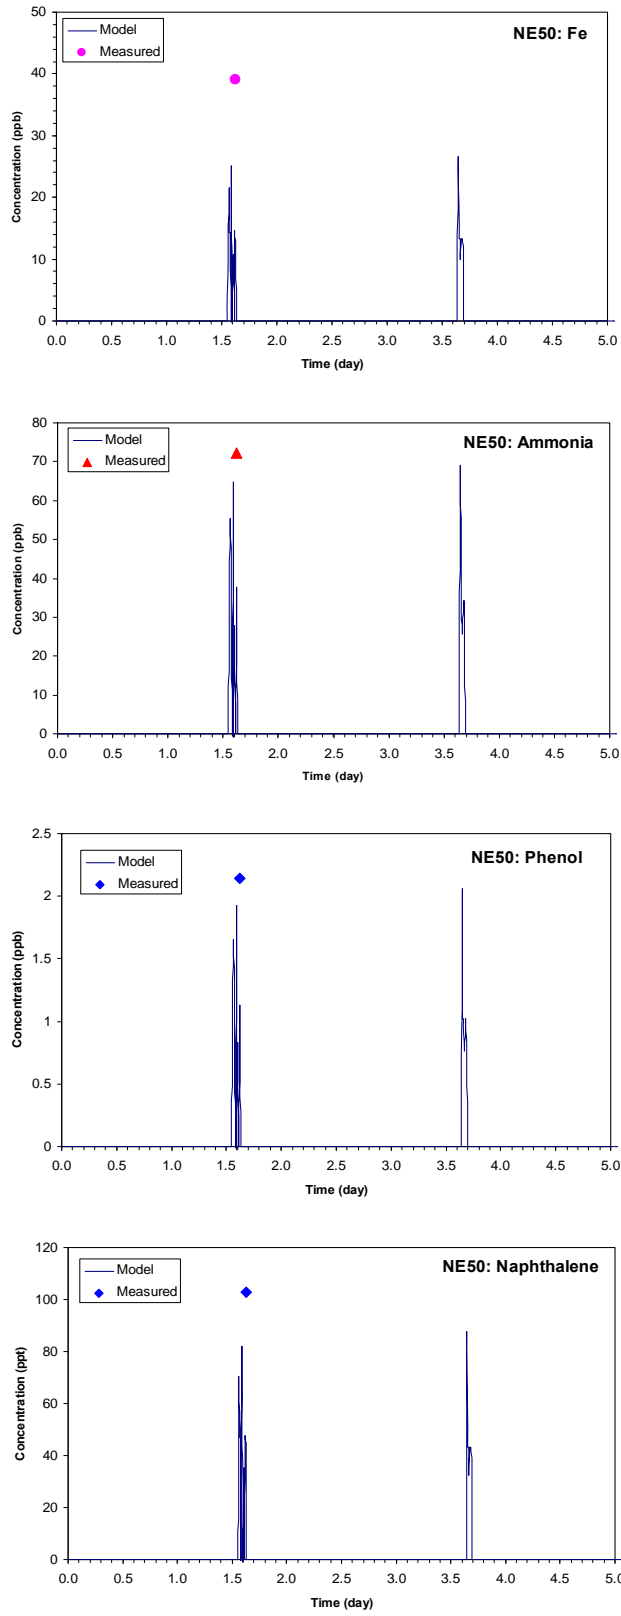 NE50: Fe
Model
Measured
Concentration (ppb)
50
40
30
20
10
0
0.0 0.5 1.0 1.5 2.0 2.5 3.0 3.5 4.0 4.5 5.0
Time (day)
NE50: Ammonia
Model
Measured
Concentration (ppb)
80
70
60
50
40
30
20
10
0
0.0 0.5 1.0 1.5 2.0 2.5 3.0 3.5 4.0 4.5 5.0
Time (day)
NE50: Phenol
Model
Measured
Concentration (ppb)
2.5
2
1.5
1
0.5
0
0.0 0.5 1.0 1.5 2.0 2.5 3.0 3.5 4.0 4.5 5.0
Time (day)
NE50: Naphthalene
Model
Measured
Concentration (ppt)
120
100
80
60
40
20
0
0.0 0.5 1.0 1.5 2.0 2.5 3.0 3.5 4.0 4.5 5.0
Time (day)